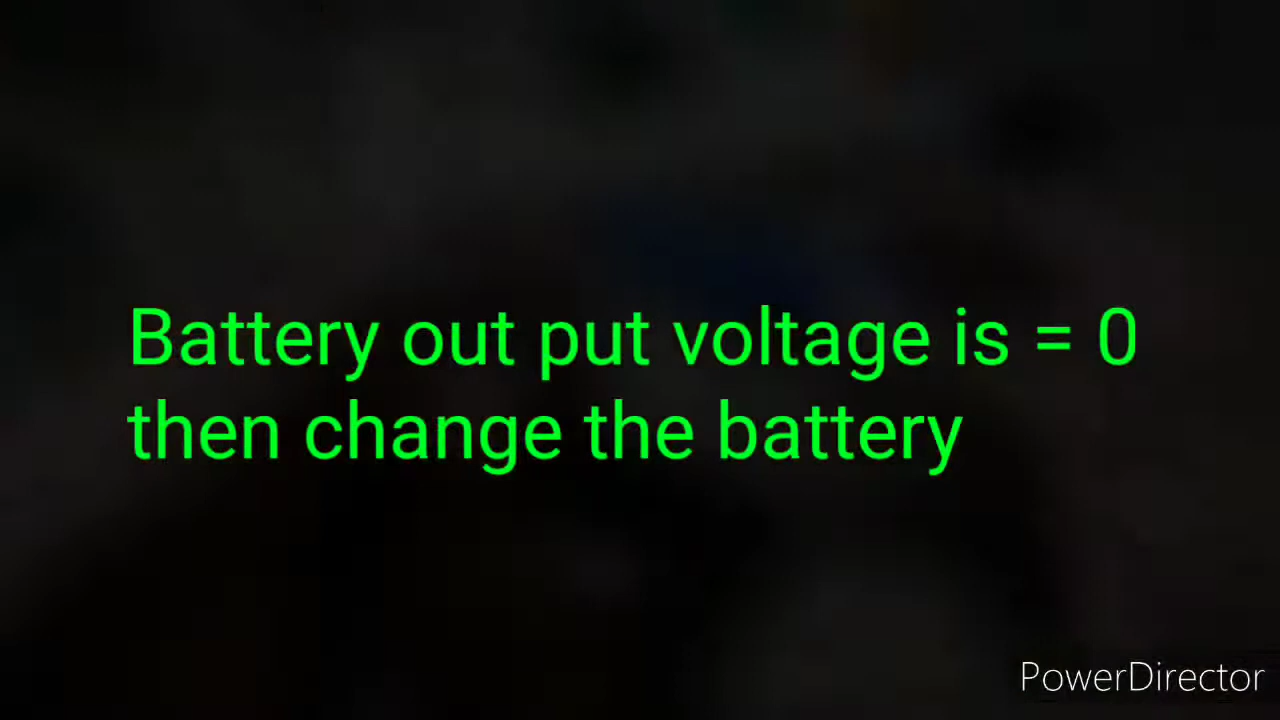 Battery out put voltage is = 0
then change the battery
PowerDirector